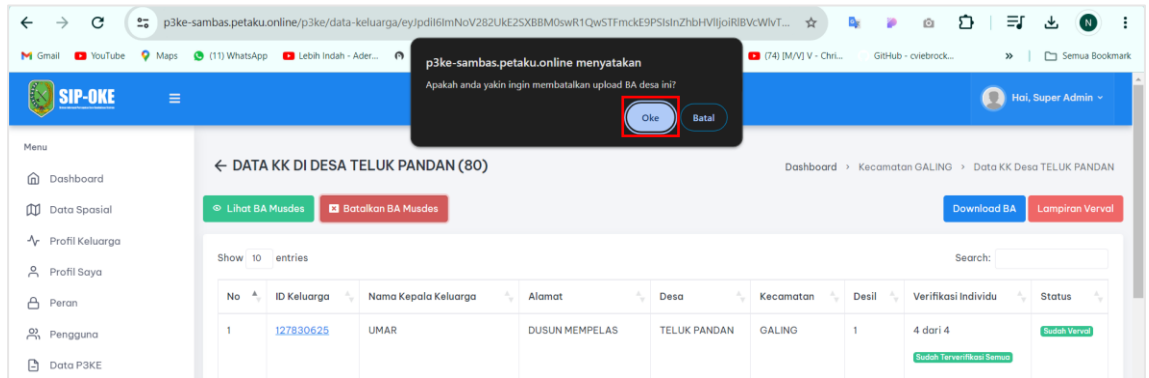 p3ke-sambas.petaku.online/p3ke/data-keluarga/
Gmail YouTube Maps (11) WhatsApp Lebih Indah - Ader... (74) [M/V] V - Chri... GitHub - cviebrock... » Semua Bookmark
p3ke-sambas.petaku.online menyatakan
Apakah anda yakin ingin membatalkan upload BA desa ini?
Oke Batal
SIP-OKE
Hai, Super Admin
Menu
Dashboard
Data Spasial
Profil Keluarga
Profil Saya
Peran
Pengguna
Data P3KE
← DATA KK DI DESA TELUK PANDAN (80)
Dashboard > Kecamatan GALING > Data KK Desa TELUK PANDAN
Lihat BA Musdes Batalkan BA Musdes Download BA Lampiran Verval
Show 10 entries Search:
No ID Keluarga Nama Kepala Keluarga Alamat Desa Kecamatan Desil Verifikasi Individu Status
1 127830625 UMAR DUSUN MEMPELAS TELUK PANDAN GALING 1 4 dari 4 Sudah Verval
Sudah Terverifikasi Semua